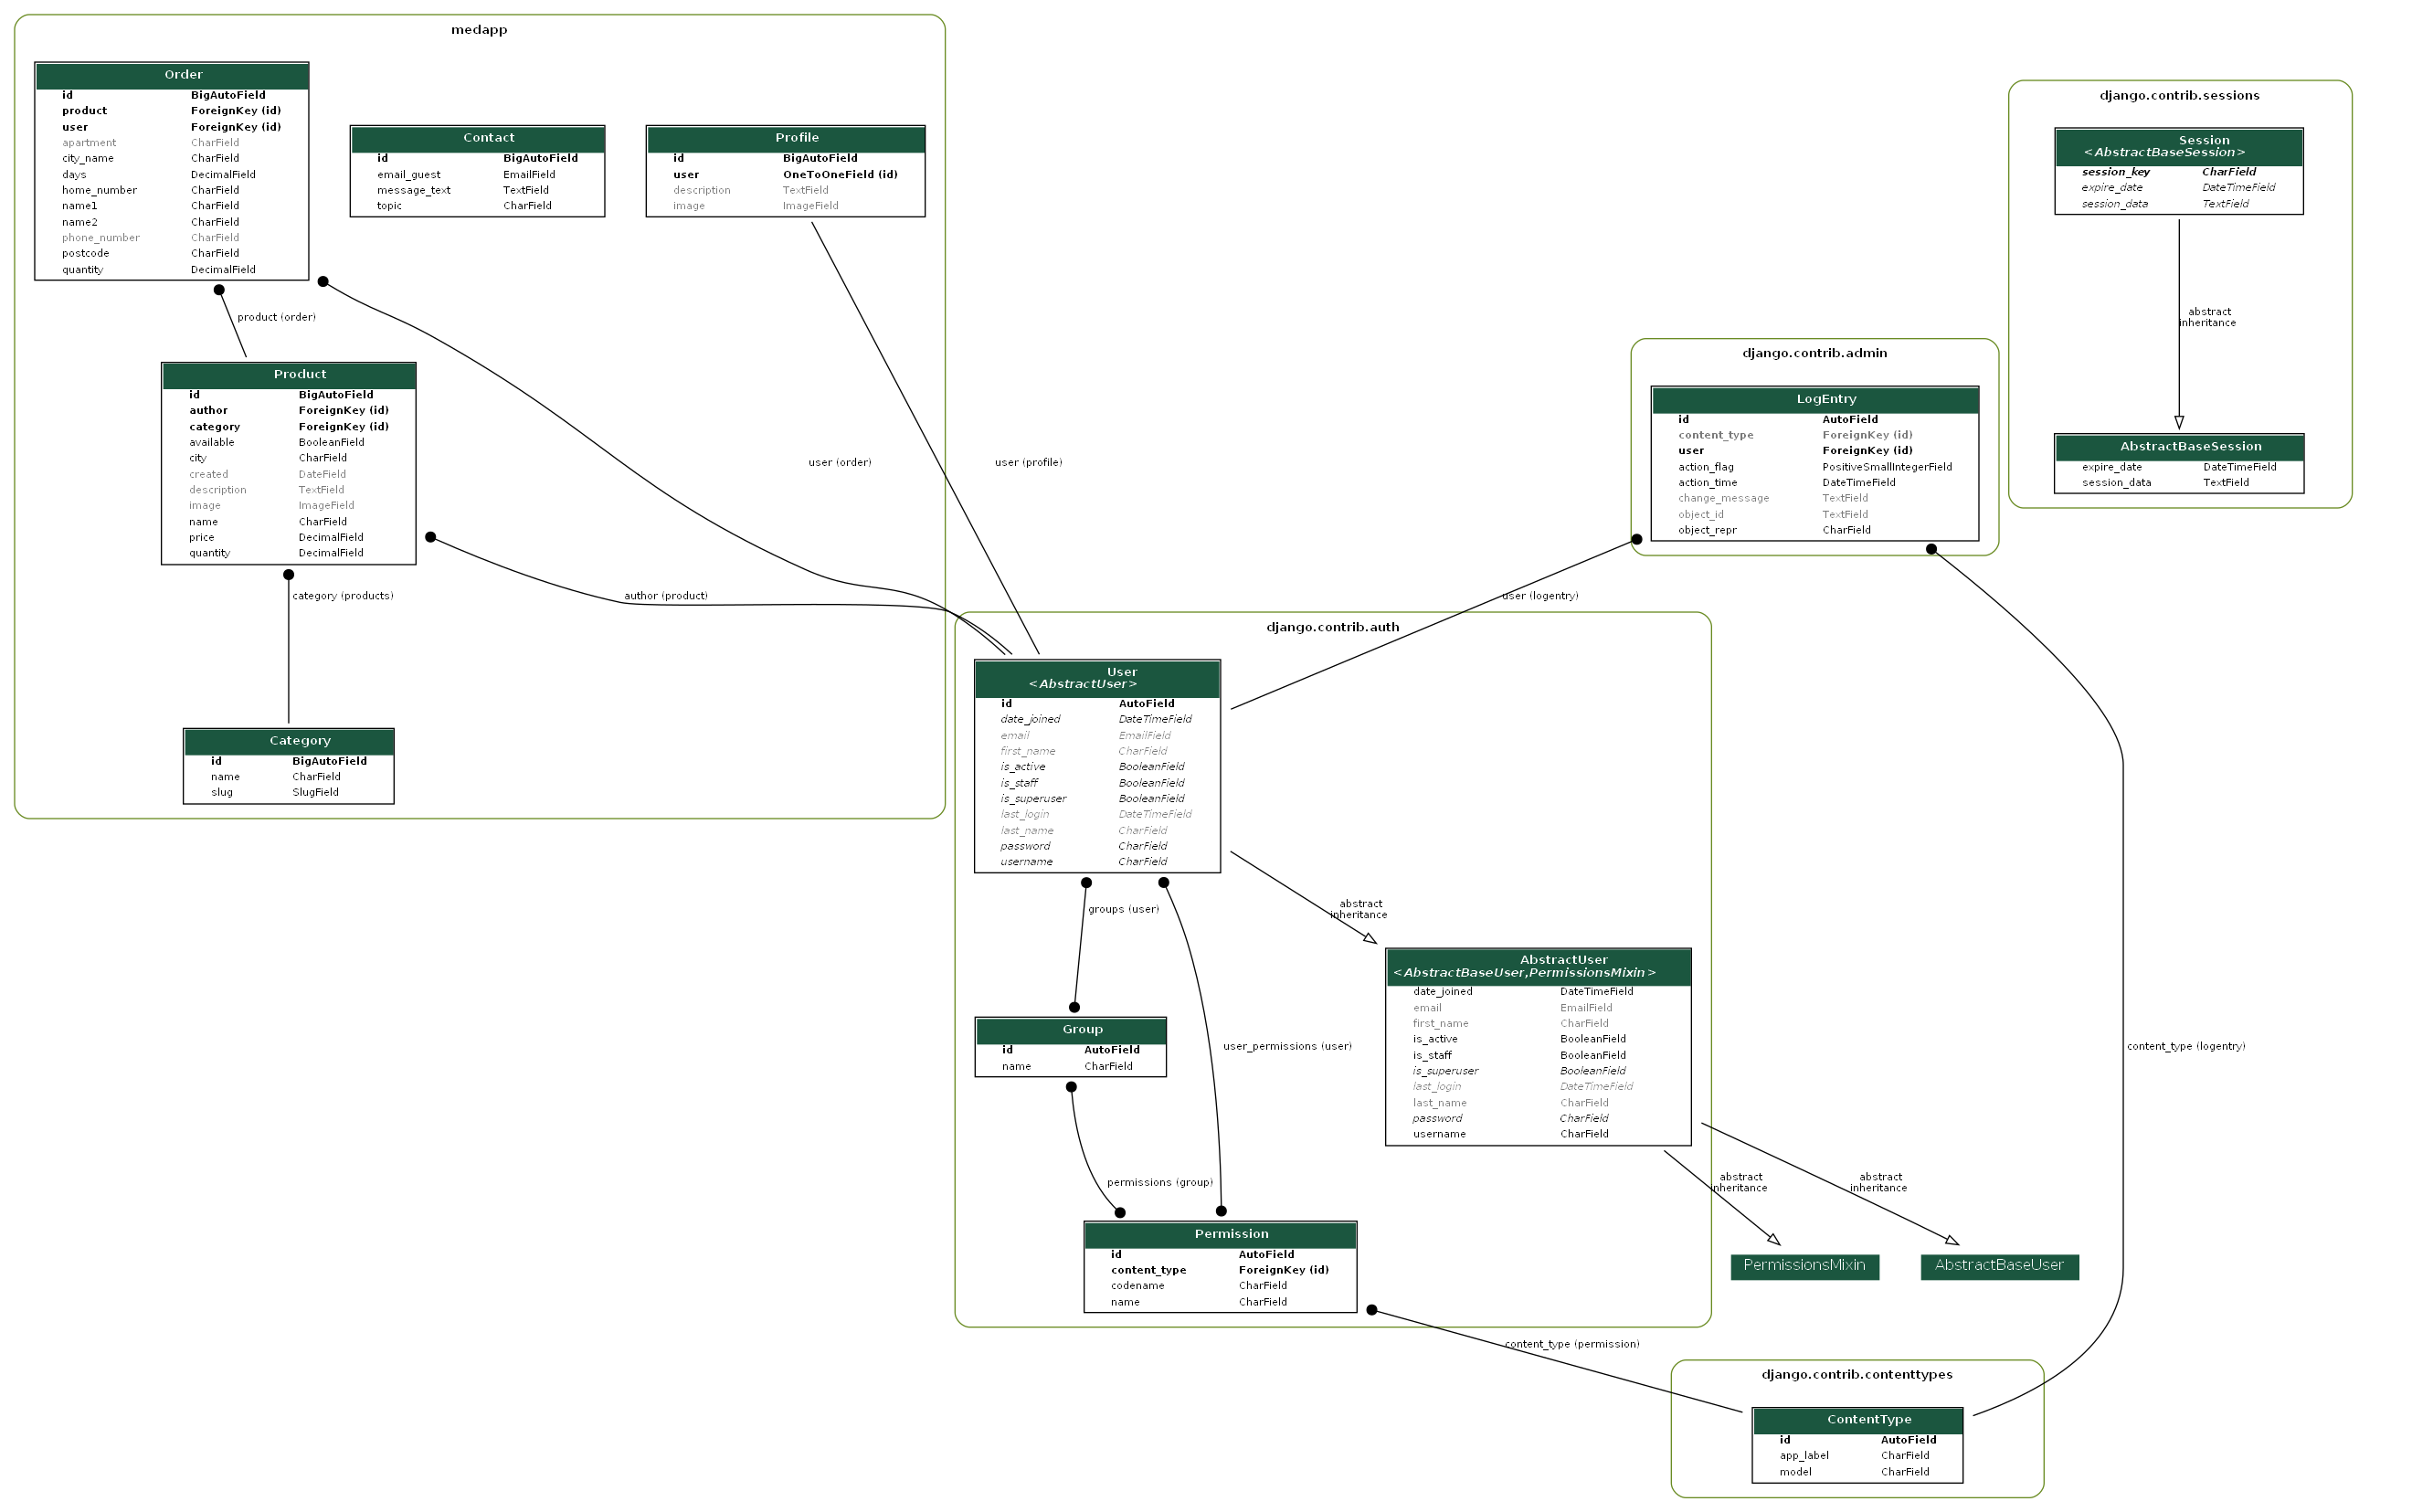 medapp
Order
id BigAutoField
product ForeignKey (id)
user ForeignKey (id)
apartment CharField
city_name CharField
days DecimalField
home_number CharField
name1 CharField
name2 CharField
phone_number CharField
postcode CharField
quantity DecimalField
Contact
id BigAutoField
email_guest EmailField
message_text TextField
topic CharField
Profile
id BigAutoField
user OneToOneField (id)
description TextField
image ImageField
product (order)
Product
id BigAutoField
author ForeignKey (id)
category ForeignKey (id)
available BooleanField
city CharField
created DateField
description TextField
image ImageField
name CharField
price DecimalField
quantity DecimalField
user (order)
user (profile)
category (products)
author (product)
Category
id BigAutoField
name CharField
slug SlugField
django.contrib.sessions
Session
<AbstractBaseSession>
session_key CharField
expire_date DateTimeField
session_data TextField
abstract
inheritance
AbstractBaseSession
expire_date DateTimeField
session_data TextField
django.contrib.admin
LogEntry
id AutoField
content_type ForeignKey (id)
user ForeignKey (id)
action_flag PositiveSmallIntegerField
action_time DateTimeField
change_message TextField
object_id TextField
object_repr CharField
user (logentry)
django.contrib.auth
User
<AbstractUser>
id AutoField
date_joined DateTimeField
email EmailField
first_name CharField
is_active BooleanField
is_staff BooleanField
is_superuser BooleanField
last_login DateTimeField
last_name CharField
password CharField
username CharField
groups (user)
abstract
inheritance
Group
id AutoField
name CharField
user_permissions (user)
AbstractUser
<AbstractBaseUser,PermissionsMixin>
date_joined DateTimeField
email EmailField
first_name CharField
is_active BooleanField
is_staff BooleanField
is_superuser BooleanField
last_login DateTimeField
last_name CharField
password CharField
username CharField
content_type (logentry)
permissions (group)
abstract
inheritance
abstract
inheritance
Permission
id AutoField
content_type ForeignKey (id)
codename CharField
name CharField
PermissionsMixin
AbstractBaseUser
content_type (permission)
django.contrib.contenttypes
ContentType
id AutoField
app_label CharField
model CharField